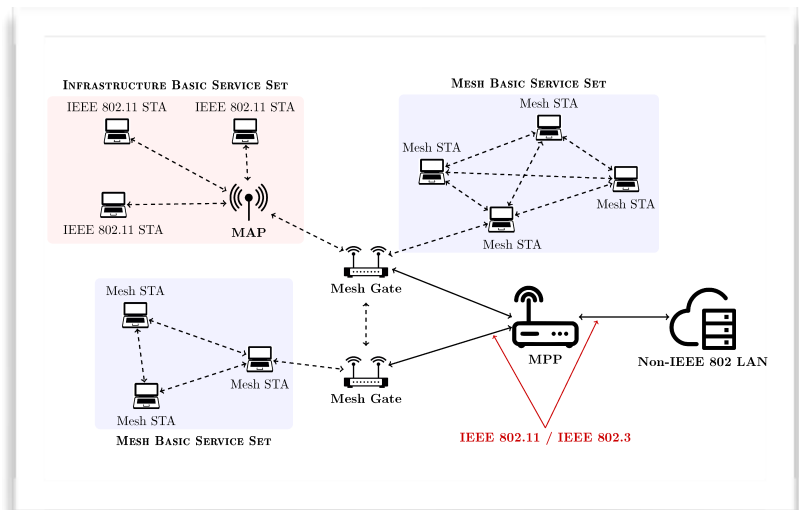 INFRASTRUCTURE BASIC SERVICE SET
IEEE 802.11 STA
IEEE 802.11 STA
IEEE 802.11 STA
MAP
MESH BASIC SERVICE SET
Mesh STA
Mesh STA
Mesh STA
Mesh STA
Mesh Gate
Mesh STA
Mesh STA
Mesh STA
MESH BASIC SERVICE SET
Mesh Gate
MPP
Non-IEEE 802 LAN
IEEE 802.11 / IEEE 802.3